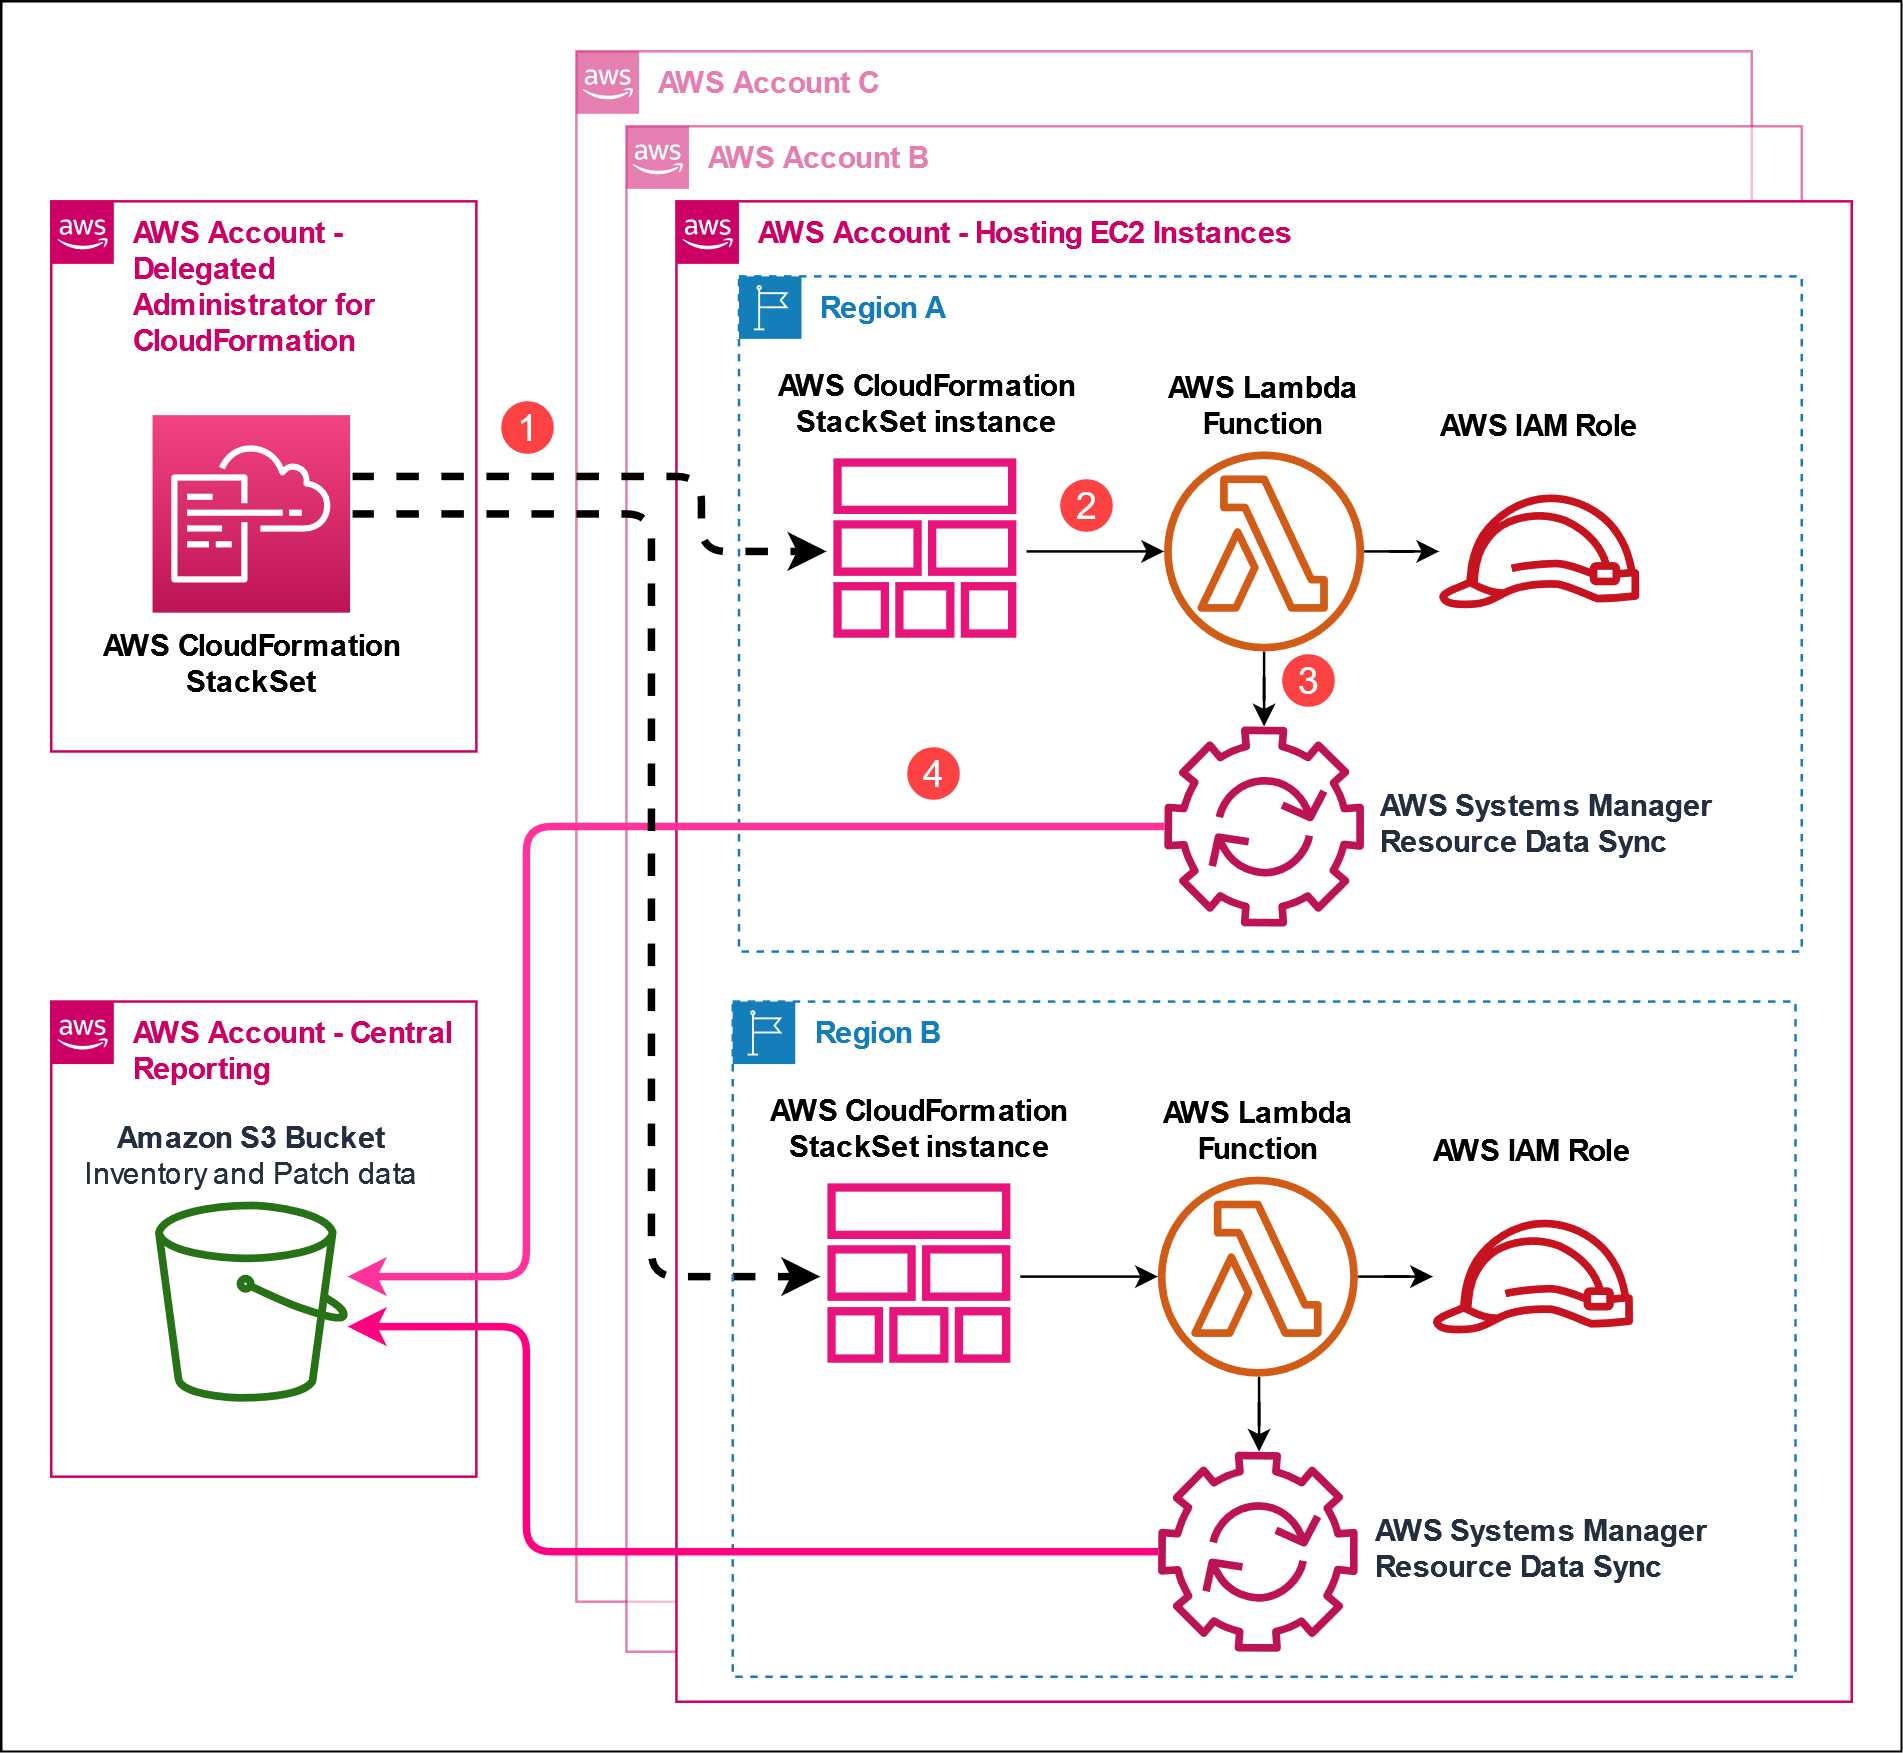 aws
AWS Account C
aws
AWS Account B
aws
AWS Account -
Delegated
Administrator for
CloudFormation
AWS CloudFormation
StackSet
1
aws
AWS Account - Hosting EC2 Instances
Region A
AWS CloudFormation
StackSet instance
2
AWS Lambda
Function
AWS IAM Role
3
4
AWS Systems Manager
Resource Data Sync
aws
AWS Account - Central
Reporting
Amazon S3 Bucket
Inventory and Patch data
Region B
AWS CloudFormation
StackSet instance
AWS Lambda
Function
AWS IAM Role
AWS Systems Manager
Resource Data Sync